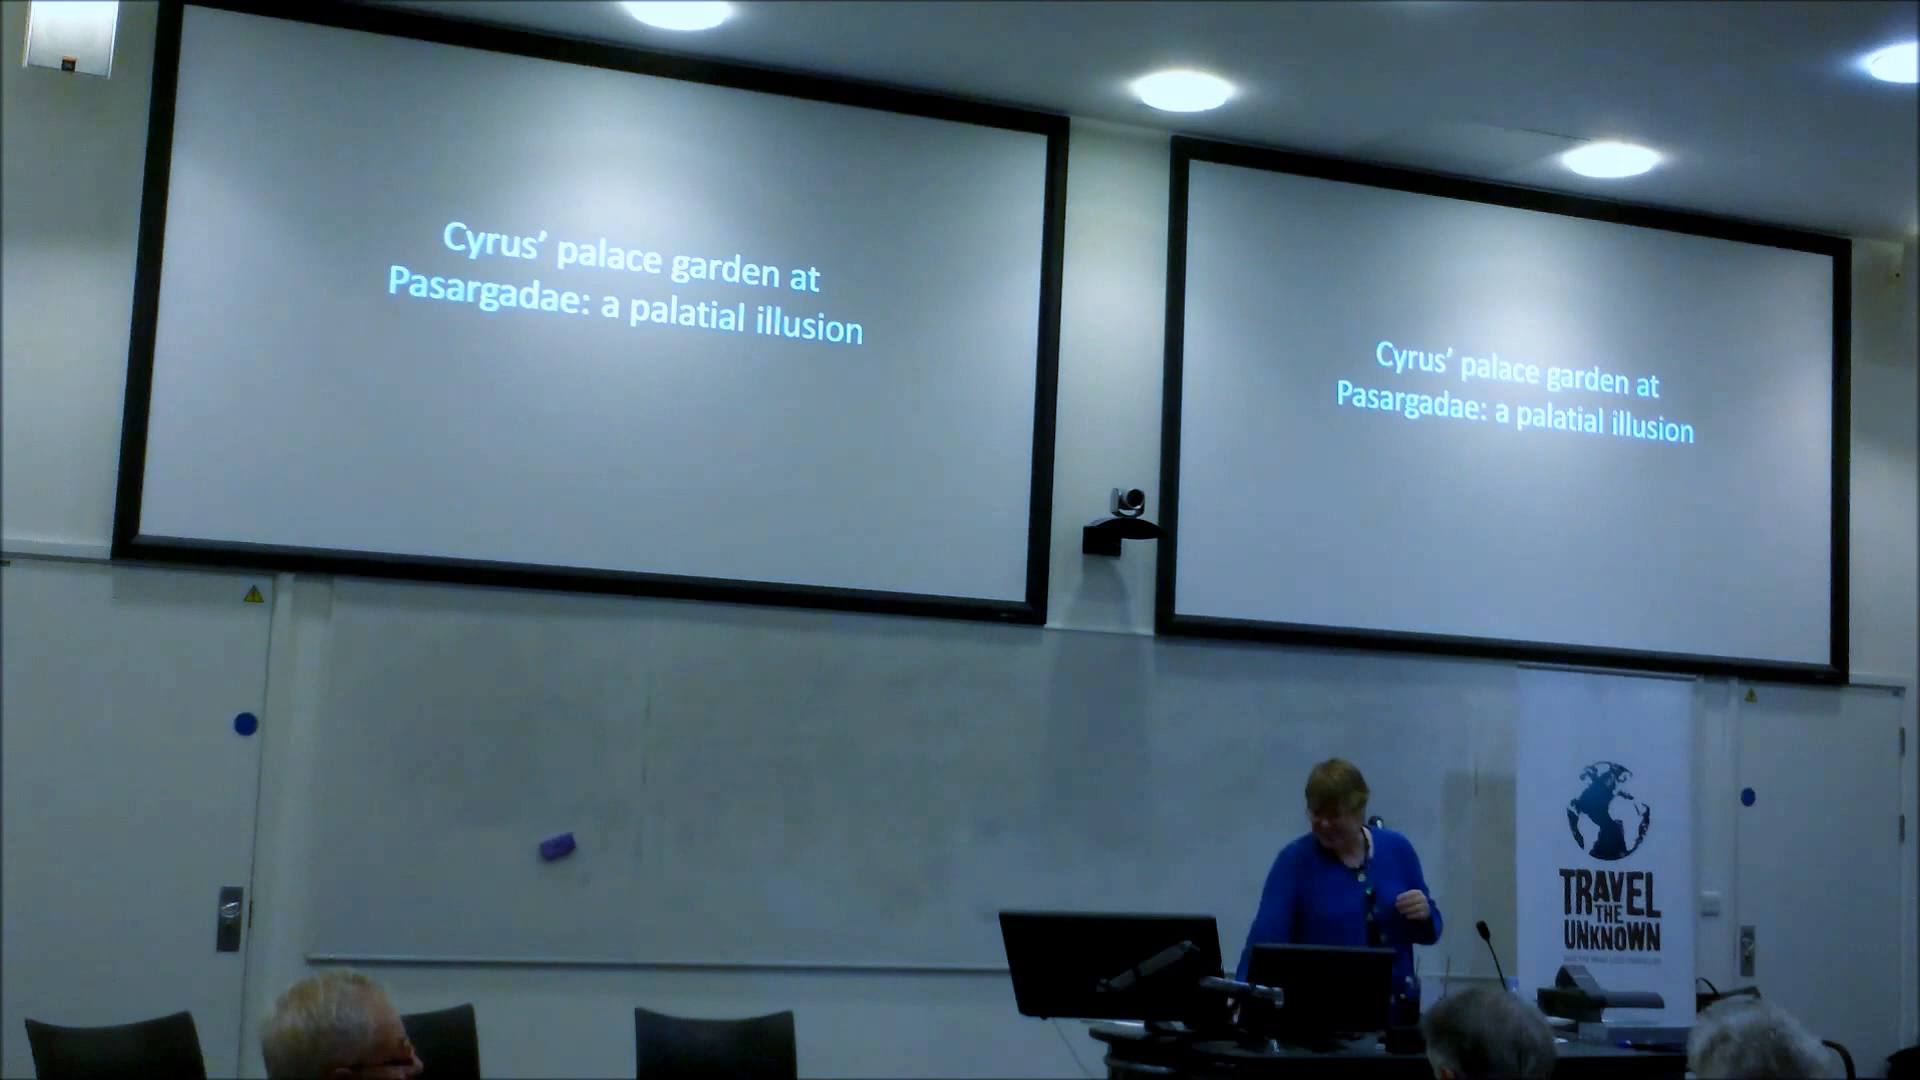 Cyrus’ palace garden at
Pasargadae: a palatial illusion
Cyrus’ palace garden at
Pasargadae: a palatial illusion
TRAVEL
THE
UNKNOWN